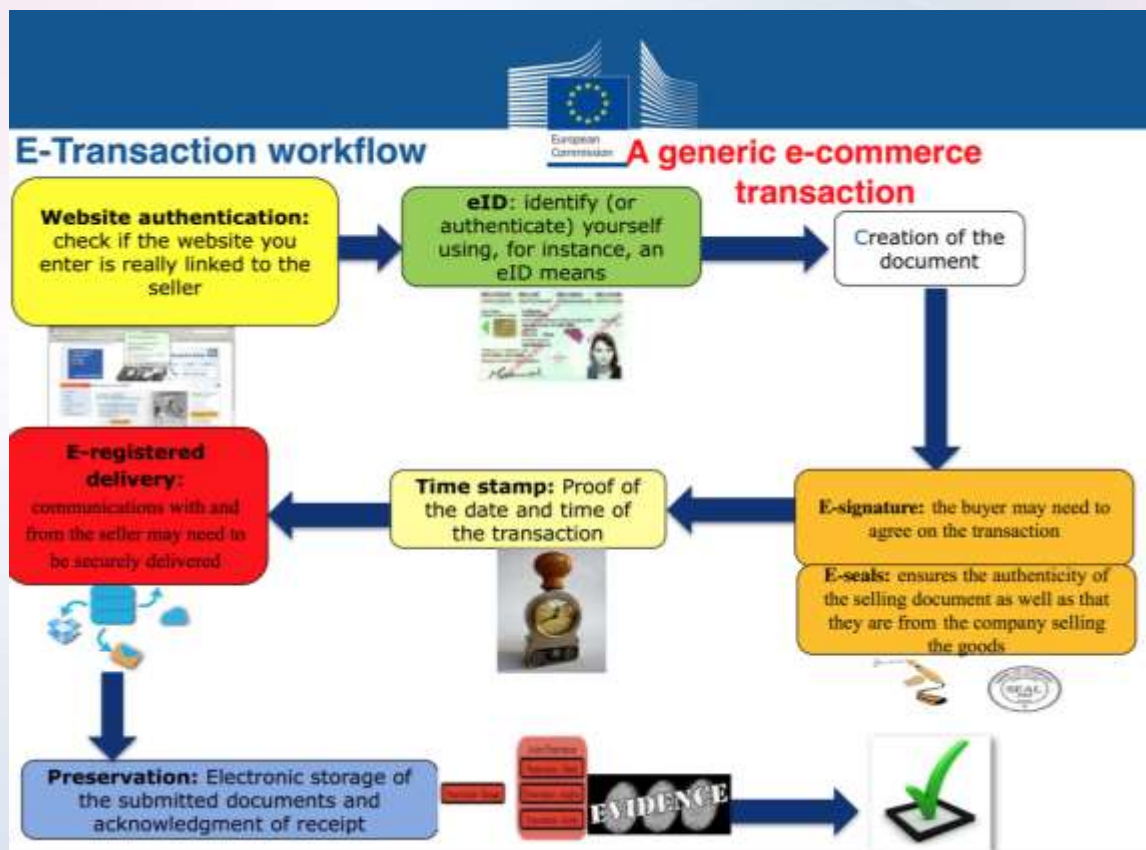 European
Commission
E-Transaction workflow
A generic e-commerce
transaction
Website authentication:
check if the website you
enter is really linked to the
seller
eID: identify (or
authenticate) yourself
using, for instance, an
eID means
Creation of the
document
E-registered
delivery:
communications with and
from the seller may need to
be securely delivered
Time stamp: Proof of
the date and time of
the transaction
E-signature: the buyer may need to
agree on the transaction
E-seals: ensures the authenticity of
the selling document as well as that
they are from the company selling
the goods
SEAL
Preservation: Electronic storage of
the submitted documents and
acknowledgment of receipt
EVIDENCE